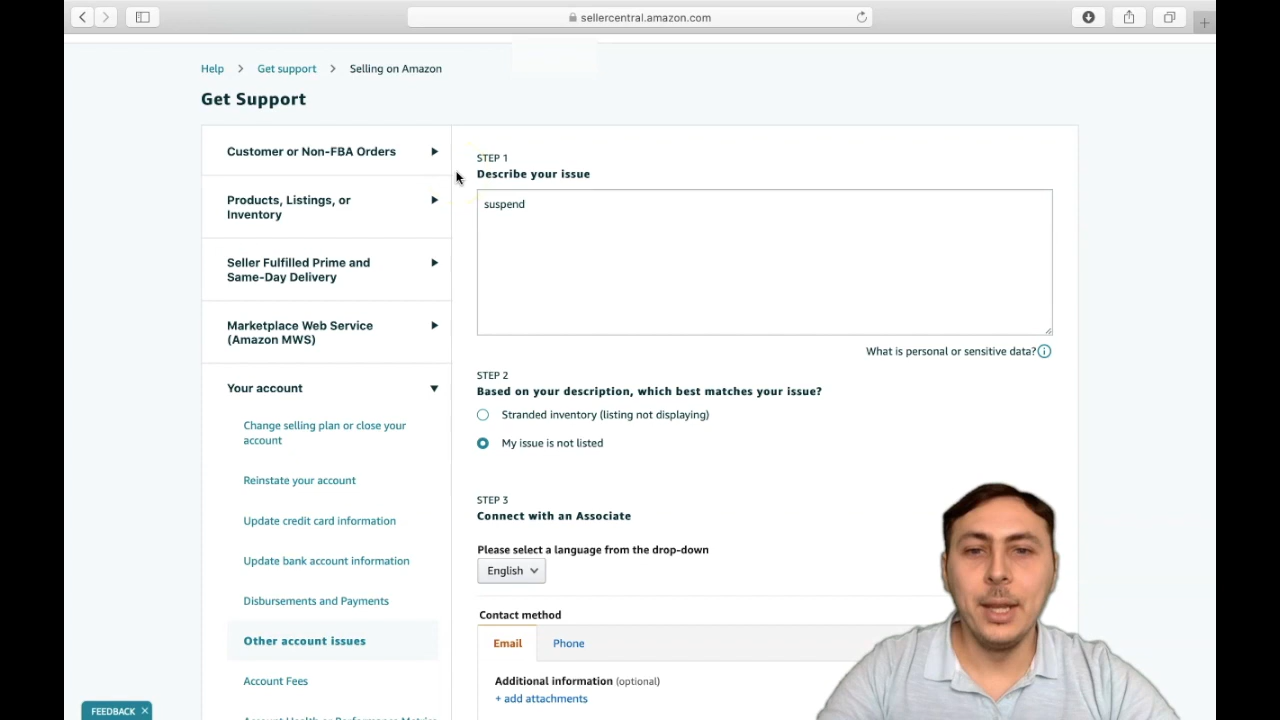 sellercentral.amazon.com
Help > Get support > Selling on Amazon
Get Support
Customer or Non-FBA Orders
Products, Listings, or
Inventory
Seller Fulfilled Prime and
Same-Day Delivery
Marketplace Web Service
(Amazon MWS)
Your account
Change selling plan or close your
account
Reinstate your account
Update credit card information
Update bank account information
Disbursements and Payments
Other account issues
Account Fees
Account Health or Performance Metrics
FEEDBACK ×
STEP 1
Describe your issue
suspend
What is personal or sensitive data?
STEP 2
Based on your description, which best matches your issue?
Stranded inventory (listing not displaying)
My issue is not listed
STEP 3
Connect with an Associate
Please select a language from the drop-down
English
Contact method
Email Phone
Additional information (optional)
+ add attachments